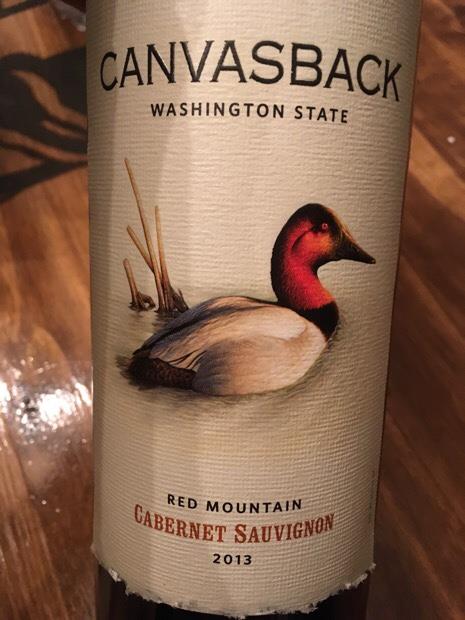 CANVASBACK
WASHINGTON STATE
RED MOUNTAIN
CABERNET SAUVIGNON
2013